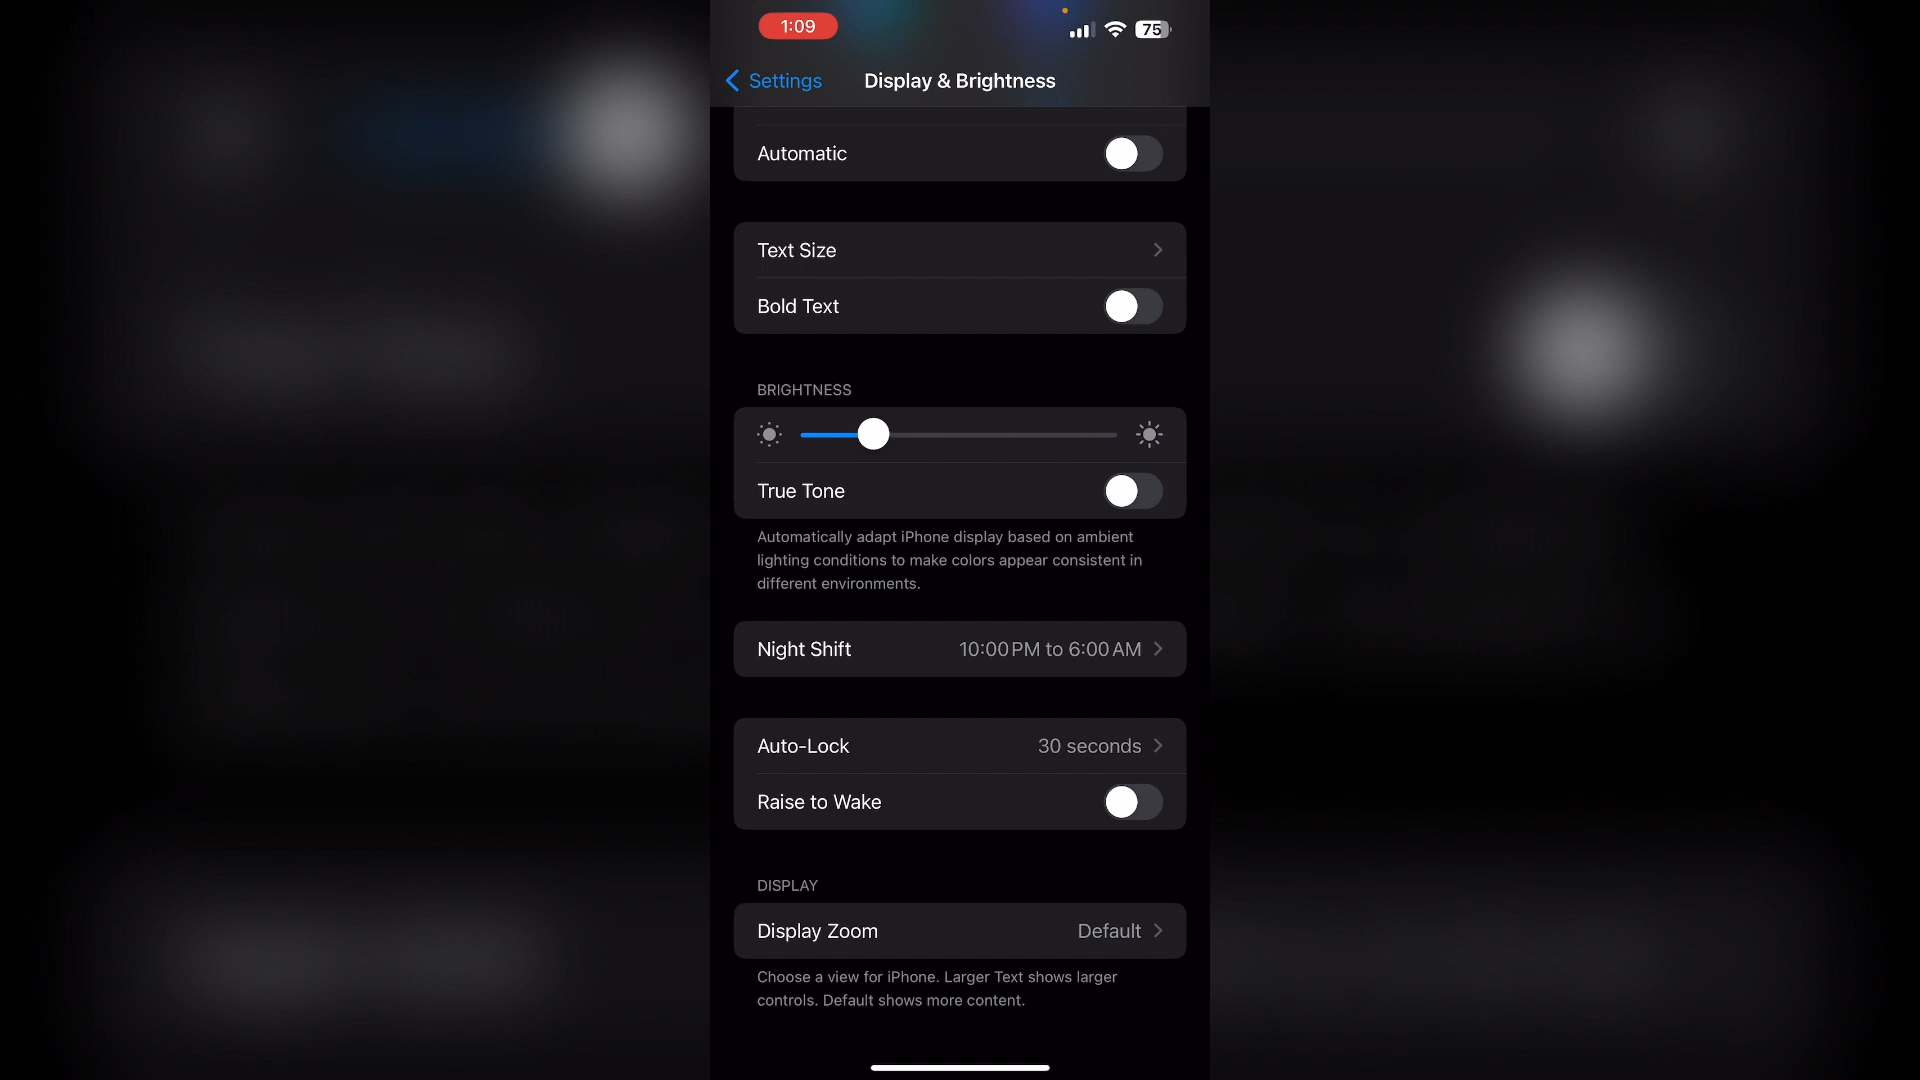 1:09
75
Settings
Display & Brightness
Automatic
Text Size
Bold Text
BRIGHTNESS
True Tone
Automatically adapt iPhone display based on ambient
lighting conditions to make colors appear consistent in
different environments.
Night Shift 10:00 PM to 6:00 AM
Auto-Lock 30 seconds
Raise to Wake
DISPLAY
Display Zoom Default
Choose a view for iPhone. Larger Text shows larger
controls. Default shows more content.